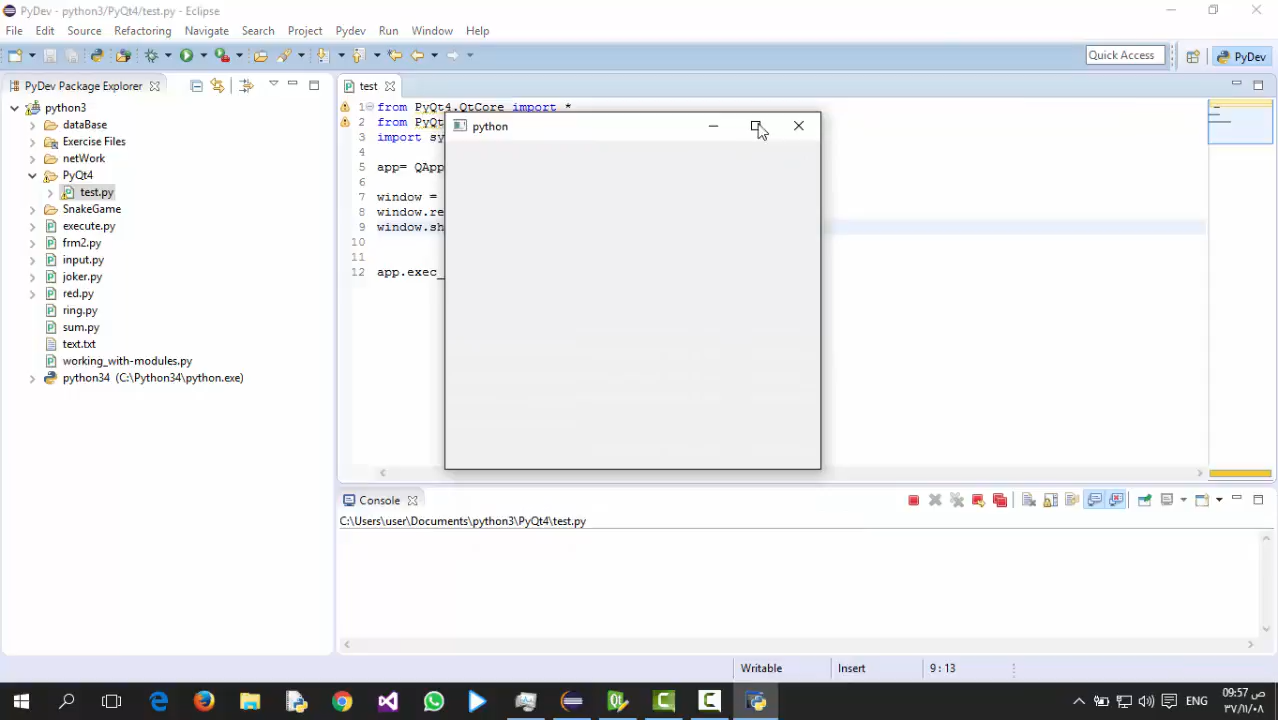 PyDev - python3/PyQt4/test.py - Eclipse
File Edit Source Refactoring Navigate Search Project Pydev Run Window Help
Quick Access
PyDev
PyDev Package Explorer
python3
dataBase
Exercise Files
netWork
PyQt4
test.py
SnakeGame
execute.py
frm2.py
input.py
joker.py
red.py
ring.py
sum.py
text.txt
working_with-modules.py
python34 (C:\Python34\python.exe)
test
1 from PyQt4.QtCore import *
2 from PyQt
3 import sy
4
5 app= QApp
6
7 window =
8 window.re
9 window.sh
10
11
12 app.exec_
python
Console
C:\Users\user\Documents\python3\PyQt4\test.py
Writable Insert 9 : 13
ENG
09:57 ص
٣٧/١١/٠٨